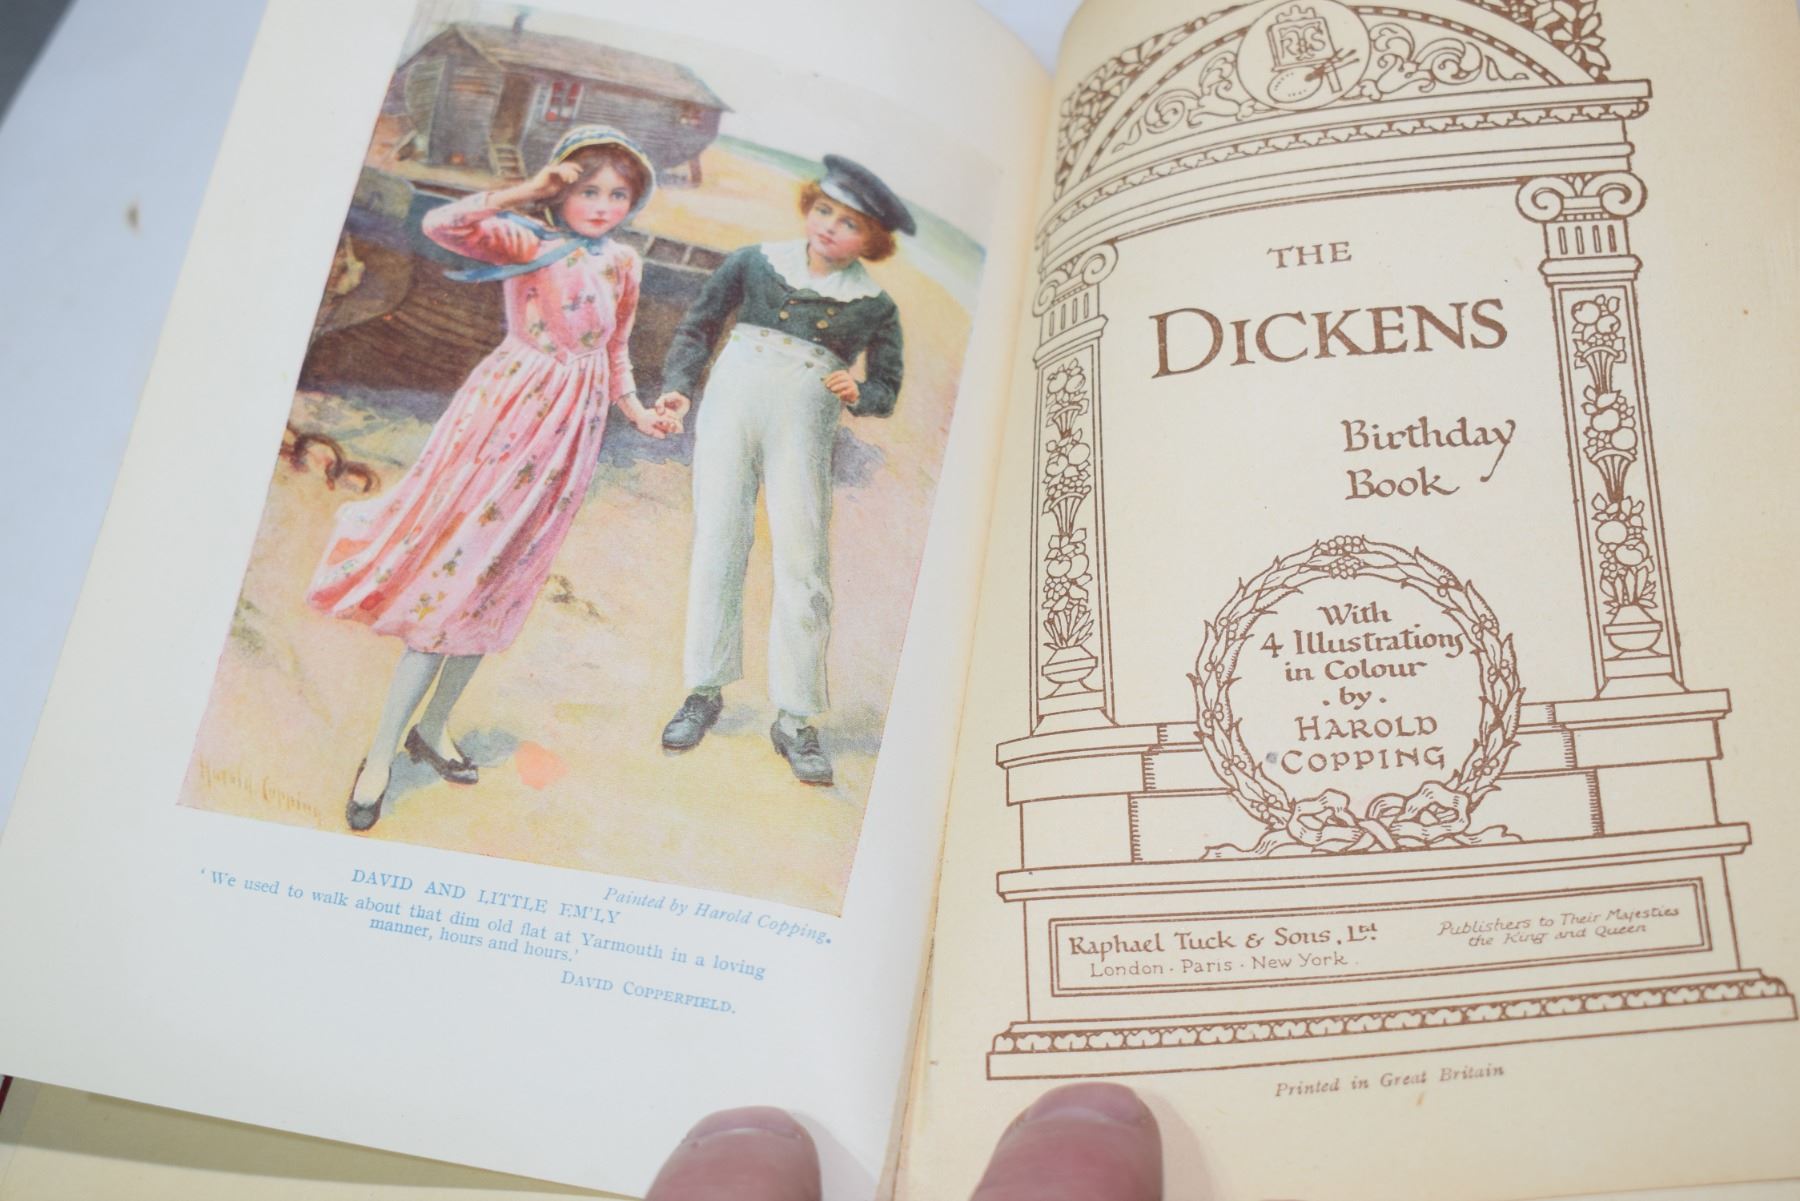 Harold Copping
Painted by Harold Copping.
DAVID AND LITTLE EM'LY
'We used to walk about that dim old flat at Yarmouth in a loving
manner, hours and hours.'
DAVID COPPERFIELD.
RTS
THE
DICKENS
Birthday
Book
With
4 Illustrations
in Colour
. by .
HAROLD
COPPING
Raphael Tuck & Sons, Ltd.
London · Paris · New York .
Publishers to Their Majesties
the King and Queen
Printed in Great Britain